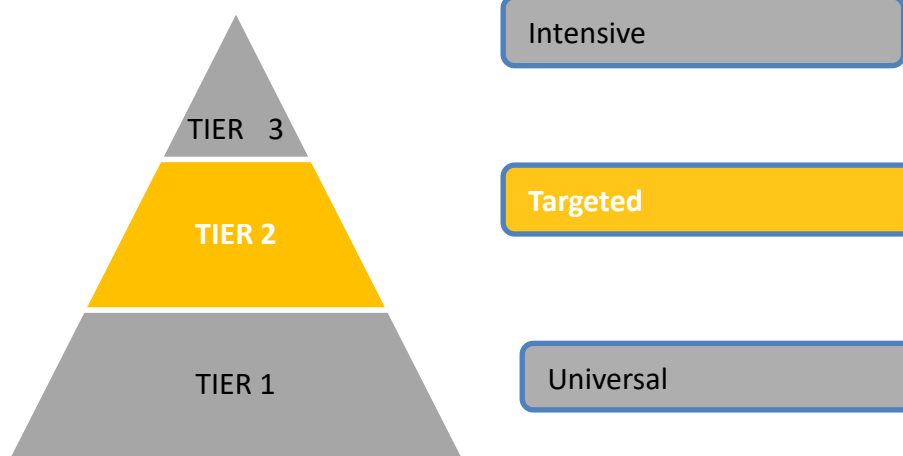 Intensive
TIER 3
Targeted
TIER 2
Universal
TIER 1